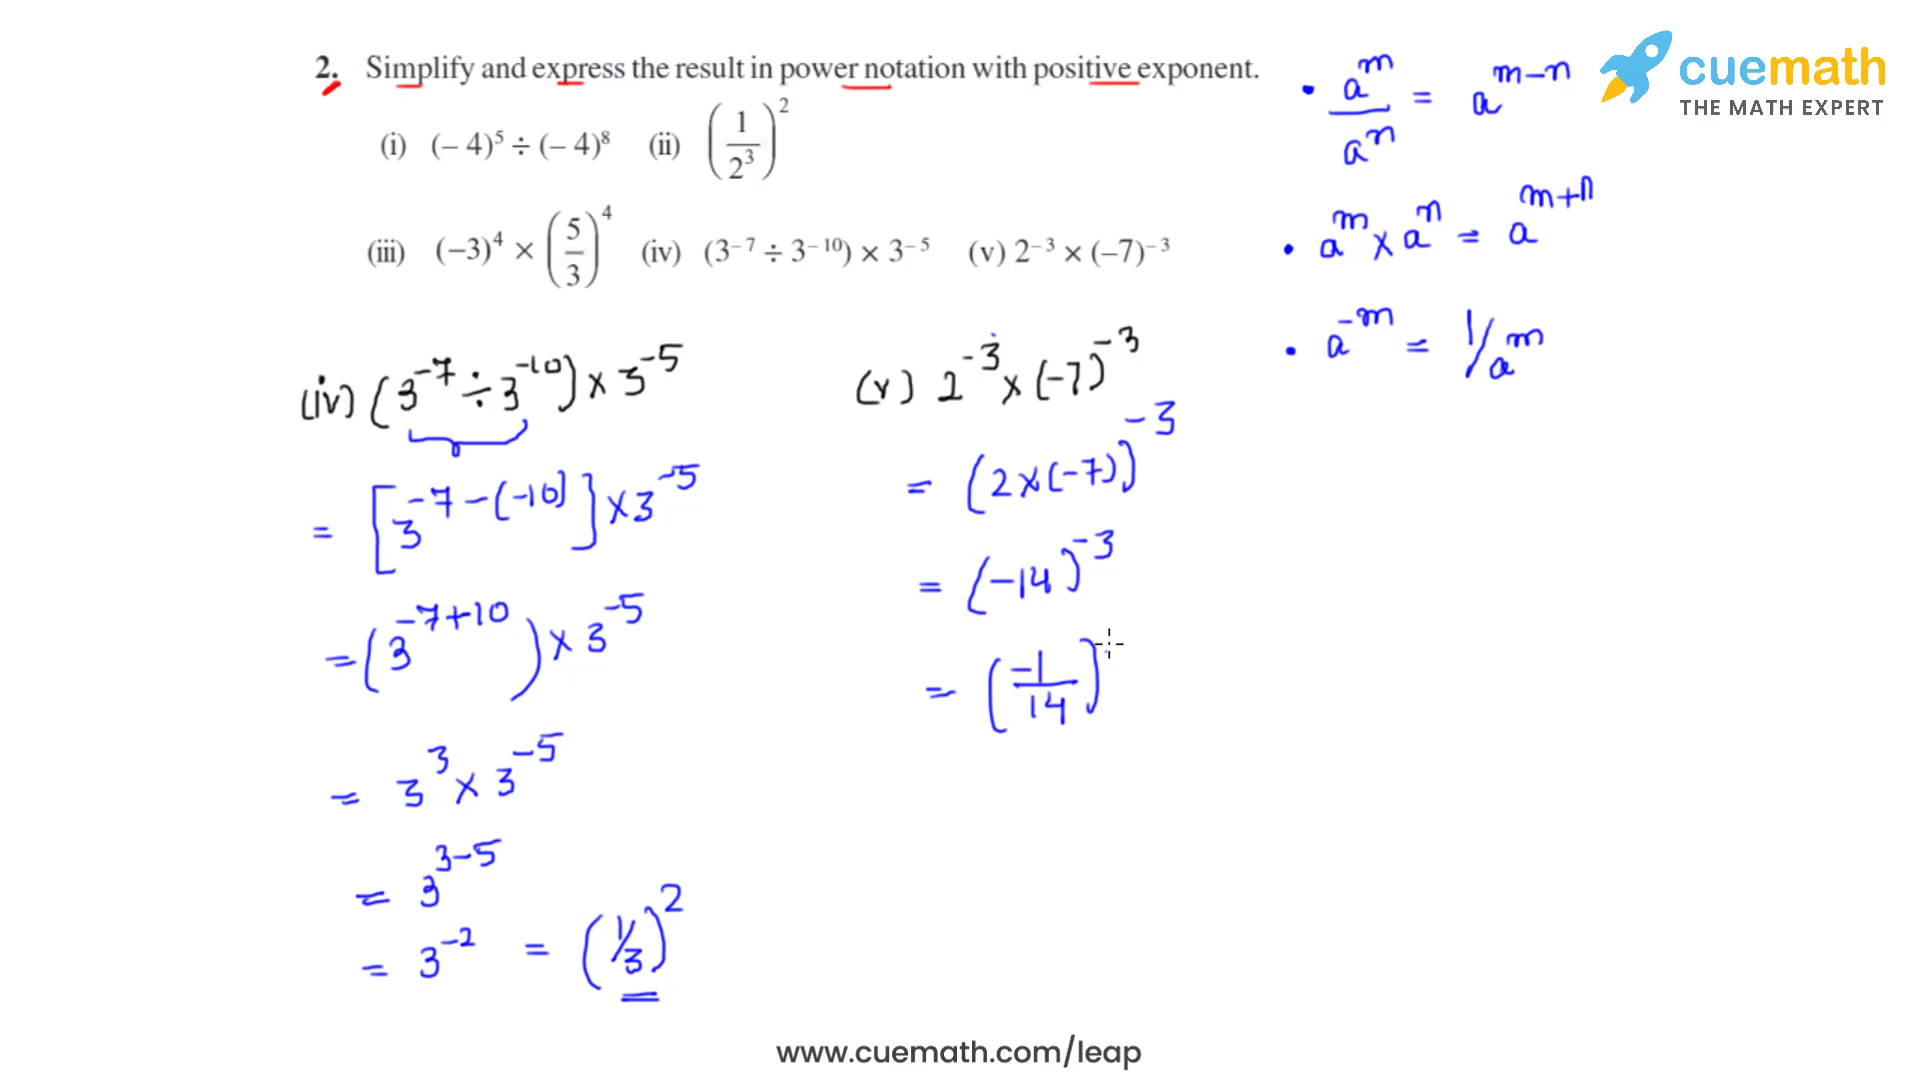 2. Simplify and express the result in power notation with positive exponent.
(i) (– 4)⁵ ÷ (– 4)⁸ (ii) (1/2³)²
(iii) (–3)⁴ × (5/3)⁴ (iv) (3⁻⁷ ÷ 3⁻¹⁰) × 3⁻⁵ (v) 2⁻³ × (–7)⁻³
(iv) (3⁻⁷ ÷ 3⁻¹⁰) × 3⁻⁵
= [3^(-7-(-10))] × 3⁻⁵
= (3^(-7+10)) × 3⁻⁵
= 3³ × 3⁻⁵
= 3^(3-5)
= 3⁻² = (1/3)²
(v) 2⁻³ × (-7)⁻³
= (2×(-7))⁻³
= (-14)⁻³
= (-1/14)
• aᵐ/aⁿ = aᵐ⁻ⁿ
• aᵐ × aⁿ = aᵐ⁺ⁿ
• a⁻ᵐ = 1/aᵐ
cuemath
THE MATH EXPERT
www.cuemath.com/leap